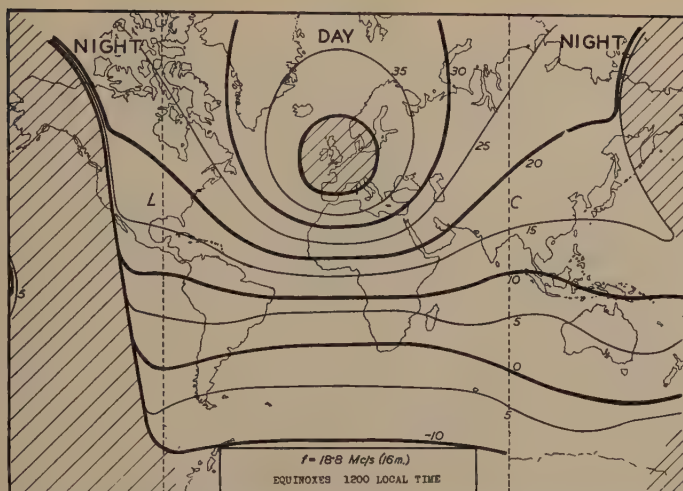 NIGHT DAY NIGHT
35 30
25
20
L C
15
10
5 5
0
5
-10
f = 18·8 Mc/s (16m.)
EQUINOXES 1200 LOCAL TIME